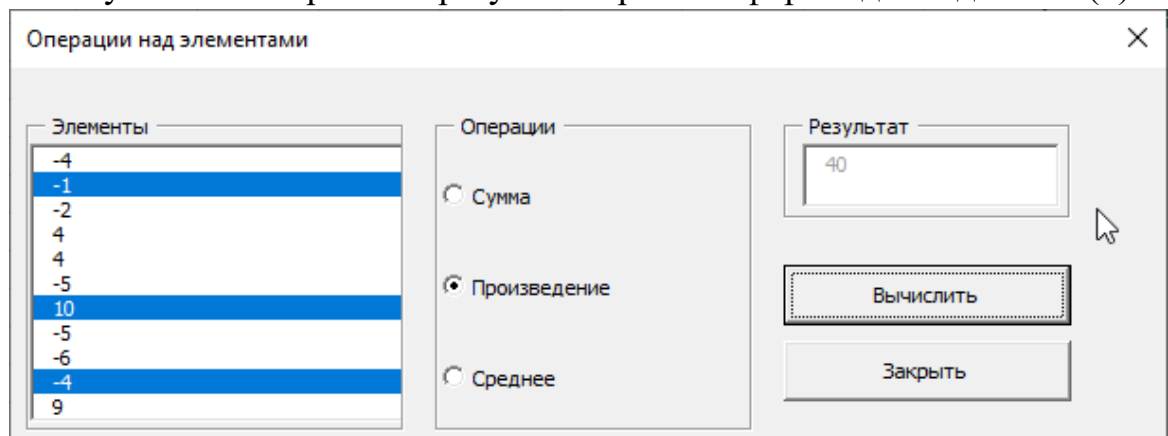 Операции над элементами
Элементы
-4
-1
-2
4
4
-5
10
-5
-6
-4
9
Операции
Сумма
Произведение
Среднее
Результат
40
Вычислить
Закрыть